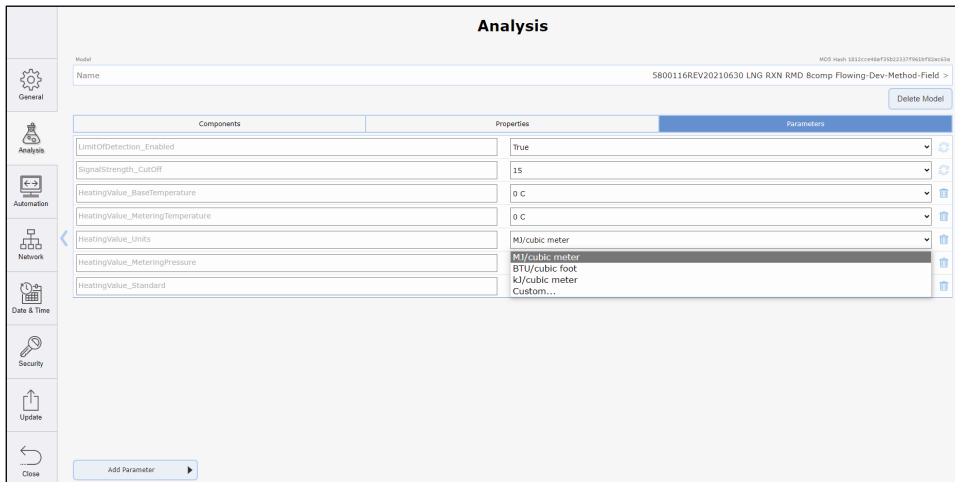 Analysis
Model
MD5 Hash 1812cce48ef35b22337f961bf82ac63a
Name
5800116REV20210630 LNG RXN RMD 8comp Flowing-Dev-Method-Field >
Delete Model
Components
Properties
Parameters
LimitOfDetection_Enabled
True
SignalStrength_CutOff
15
HeatingValue_BaseTemperature
0 C
HeatingValue_MeteringTemperature
0 C
HeatingValue_Units
MJ/cubic meter
HeatingValue_MeteringPressure
HeatingValue_Standard
MJ/cubic meter
BTU/cubic foot
kJ/cubic meter
Custom...
General
Analysis
Automation
Network
Date & Time
Security
Update
Close
Add Parameter